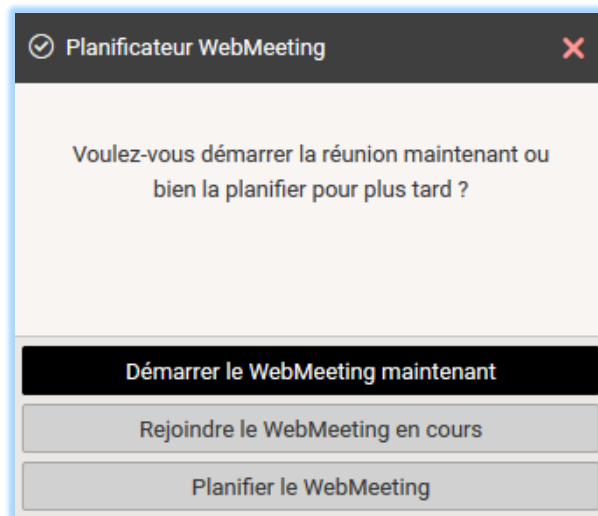 Planificateur WebMeeting
Voulez-vous démarrer la réunion maintenant ou
bien la planifier pour plus tard ?
Démarrer le WebMeeting maintenant
Rejoindre le WebMeeting en cours
Planifier le WebMeeting